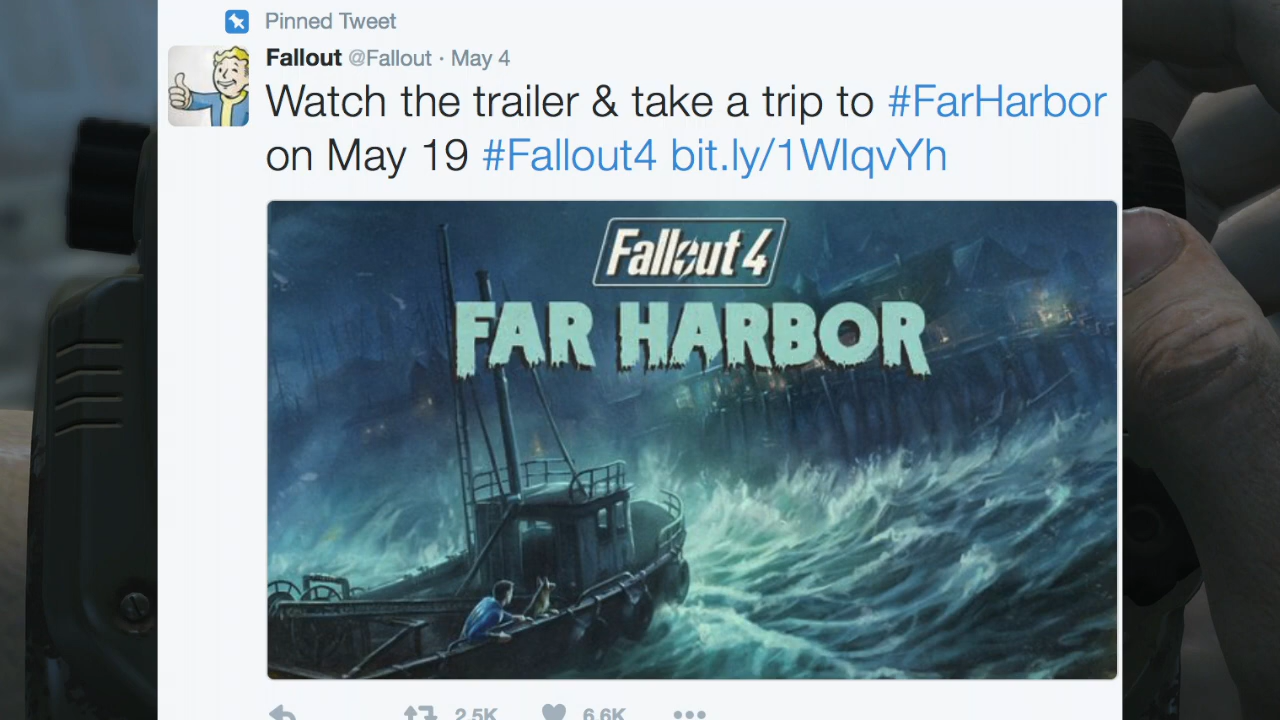 Pinned Tweet
Fallout @Fallout · May 4
Watch the trailer & take a trip to #FarHarbor
on May 19 #Fallout4 bit.ly/1WIqvYh
Fallout 4
FAR HARBOR
2.5K 6.6K